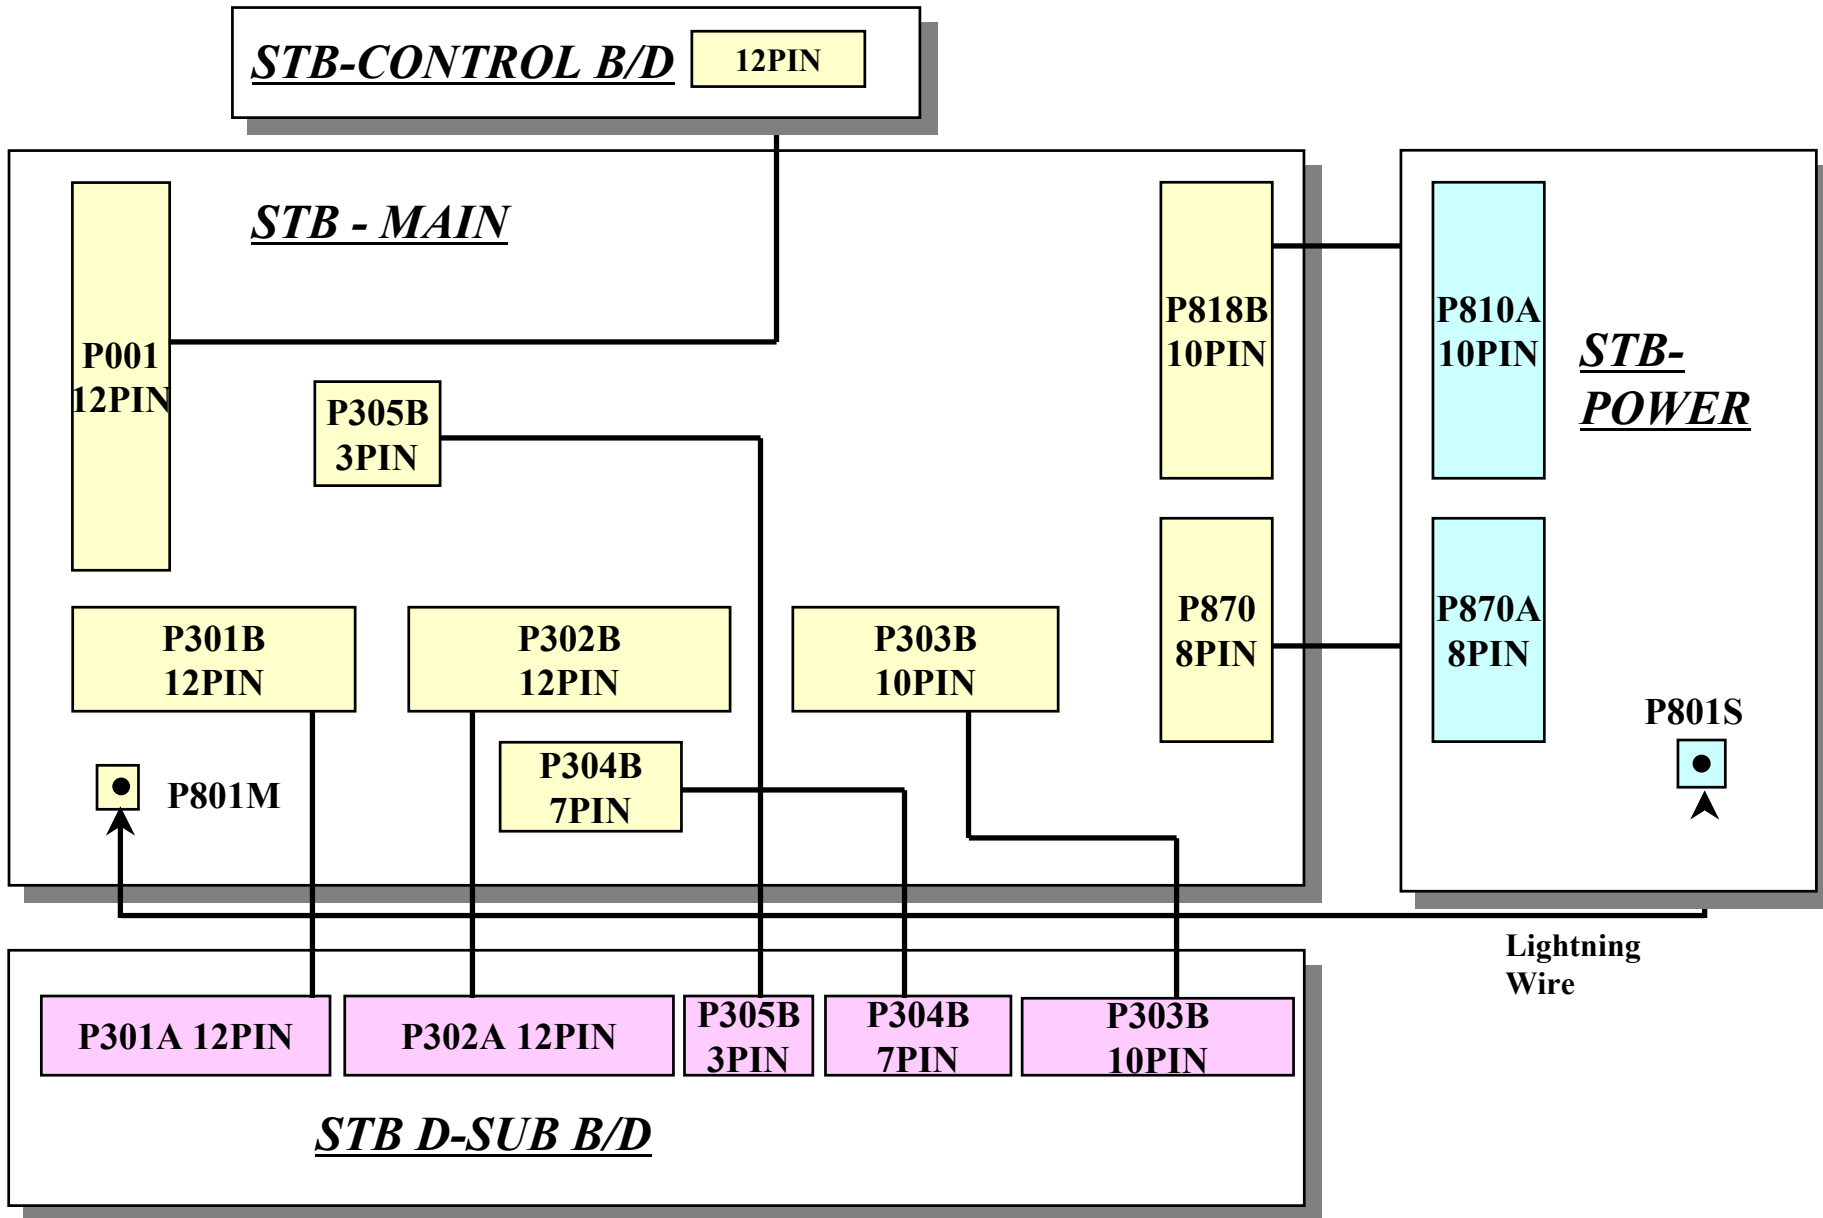 STB-CONTROL B/D
12PIN
STB - MAIN
P001
12PIN
P305B
3PIN
P818B
10PIN
P810A
10PIN
STB-
POWER
P301B
12PIN
P302B
12PIN
P303B
10PIN
P870
8PIN
P870A
8PIN
P801S
P304B
7PIN
P801M
Lightning
Wire
P301A 12PIN
P302A 12PIN
P305B
3PIN
P304B
7PIN
P303B
10PIN
STB D-SUB B/D